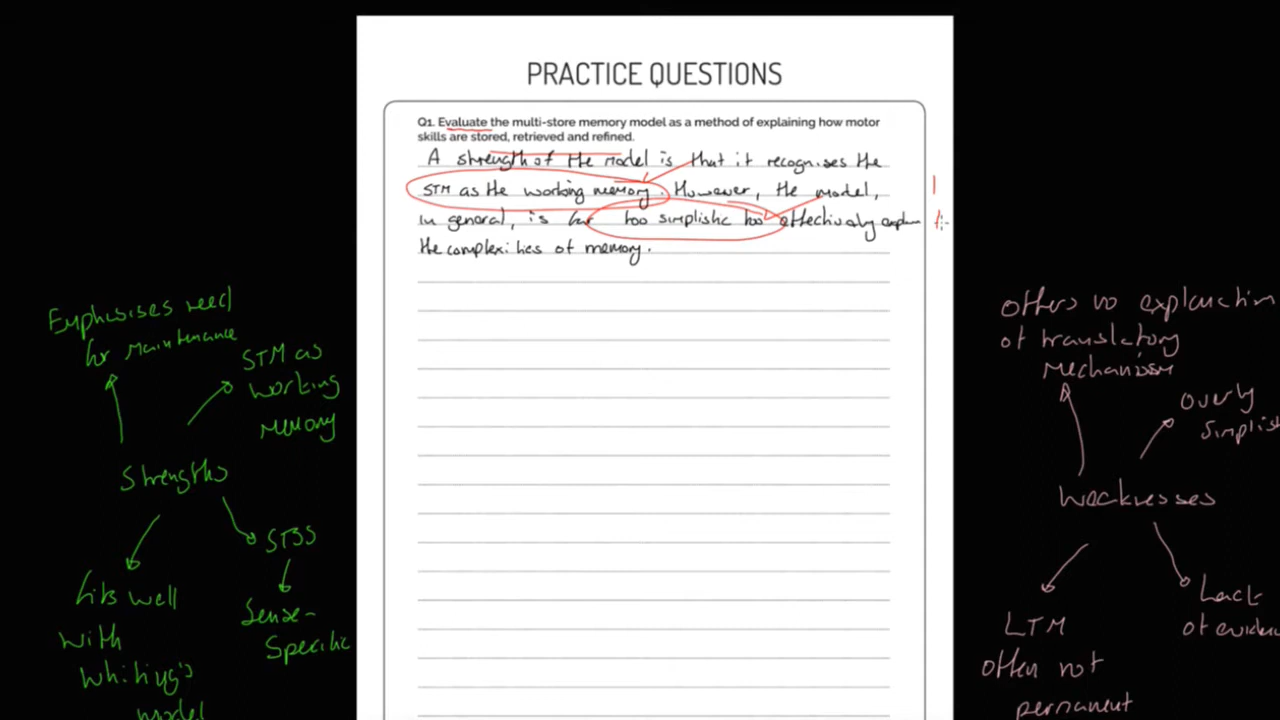 PRACTICE QUESTIONS
Q1. Evaluate the multi-store memory model as a method of explaining how motor
skills are stored, retrieved and refined.
A strength of the model is that it recognises the
STM as the working memory. However, the model,
in general, is far too simplistic too effectively explain
the complexities of memory.
Emphasises need
for maintenance
STM as
working
memory
Strengths
STSS
Sense-
Specific
fits well
with
Whiting's
model
Offers no explanation
of translatory
mechanism
Overly
Simplis
Weaknesses
Lack
of eviden
LTM
often not
permanent